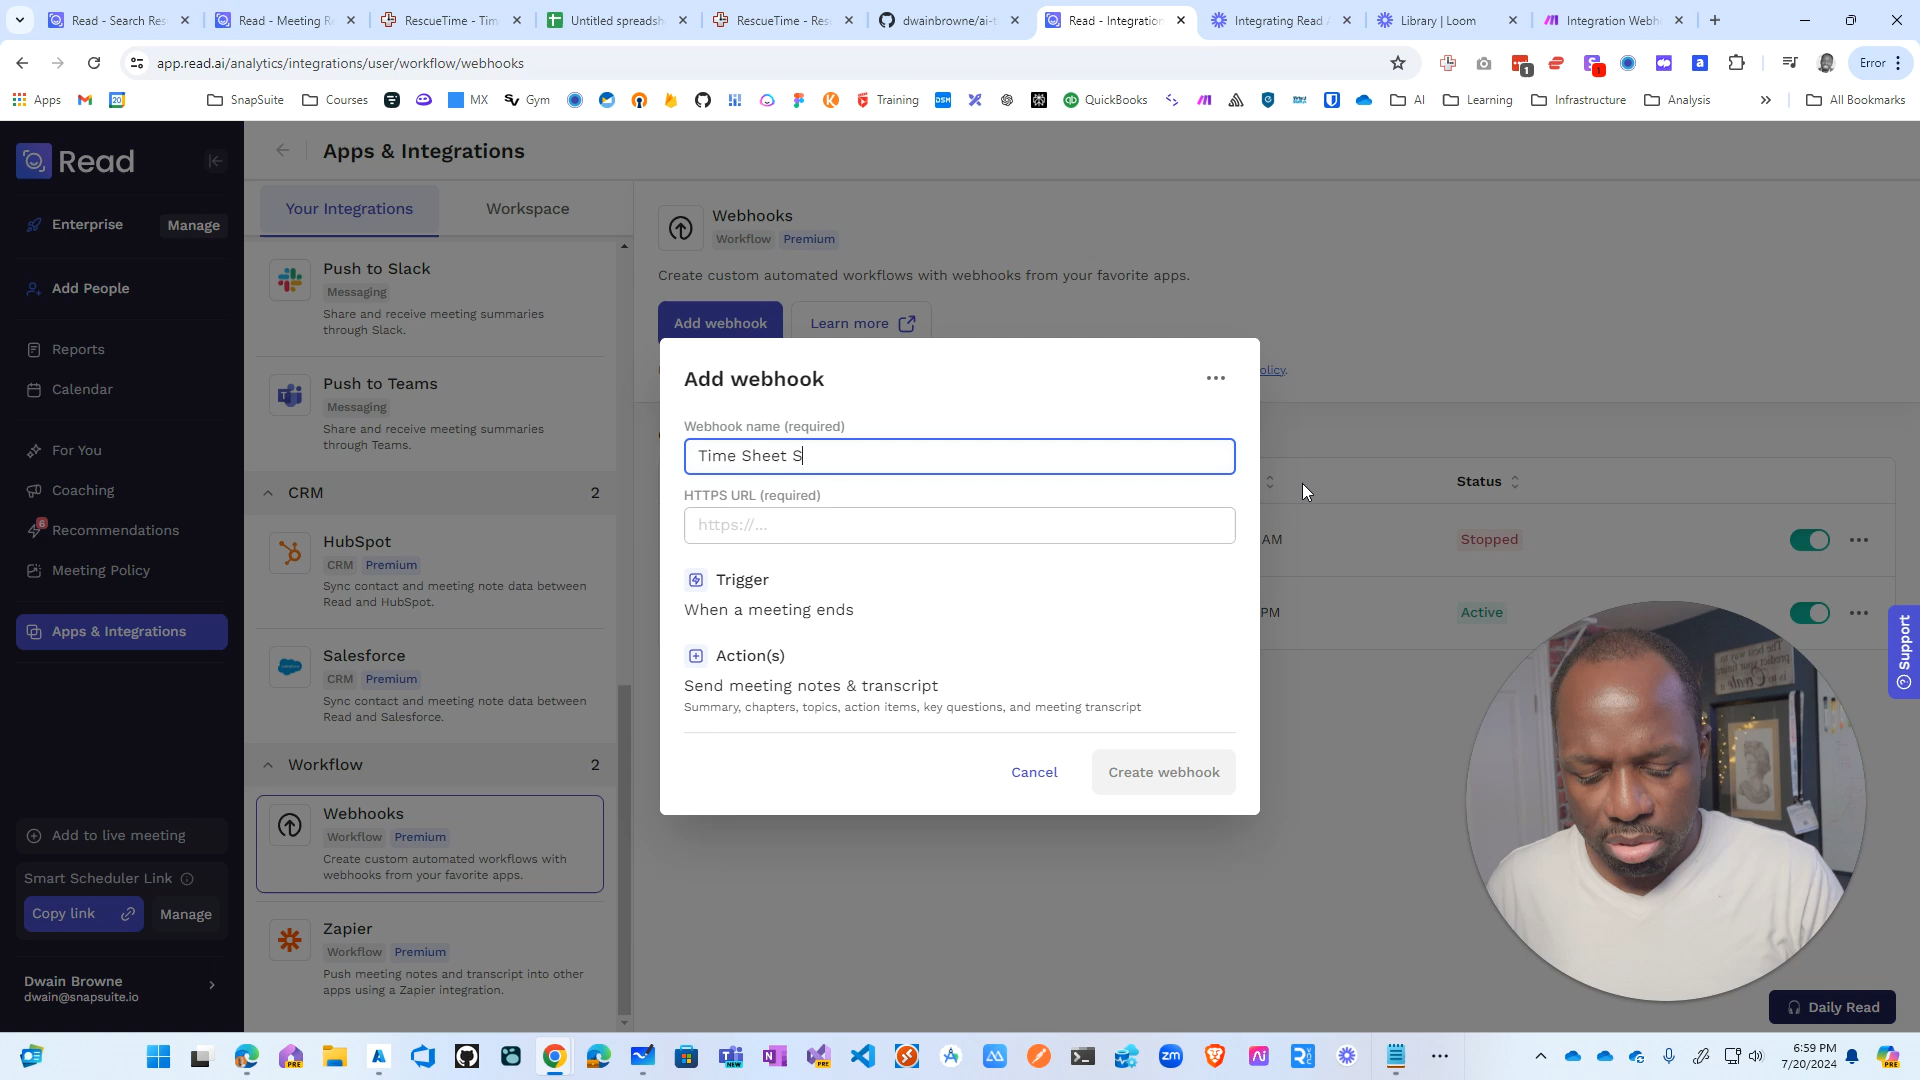 Read - Search Res
Read - Meeting Re
RescueTime - Tim
Untitled spreadsh
RescueTime - Res
dwainbrowne/ai-t
Read - Integration
Integrating Read A
Library | Loom
Integration Webh
app.read.ai/analytics/integrations/user/workflow/webhooks
Error
Apps
SnapSuite
Courses
MX
Gym
Training
QuickBooks
AI
Learning
Infrastructure
Analysis
All Bookmarks
Read
Enterprise
Manage
Add People
Reports
Calendar
For You
Coaching
6
Recommendations
Meeting Policy
Apps & Integrations
Add to live meeting
Smart Scheduler Link
Copy link
Manage
Dwain Browne
dwain@snapsuite.io
Apps & Integrations
Your Integrations
Workspace
Push to Slack
Messaging
Share and receive meeting summaries
through Slack.
Push to Teams
Messaging
Share and receive meeting summaries
through Teams.
CRM
2
HubSpot
CRM Premium
Sync contact and meeting note data between
Read and HubSpot.
Salesforce
CRM Premium
Sync contact and meeting note data between
Read and Salesforce.
Workflow
2
Webhooks
Workflow Premium
Create custom automated workflows with
webhooks from your favorite apps.
Zapier
Workflow Premium
Push meeting notes and transcript into other
apps using a Zapier integration.
Webhooks
Workflow Premium
Create custom automated workflows with webhooks from your favorite apps.
Add webhook
Learn more
olicy.
Status
AM
Stopped
PM
Active
Add webhook
Webhook name (required)
Time Sheet S
HTTPS URL (required)
https://...
Trigger
When a meeting ends
Action(s)
Send meeting notes & transcript
Summary, chapters, topics, action items, key questions, and meeting transcript
Cancel
Create webhook
Support
Daily Read
6:59 PM
7/20/2024